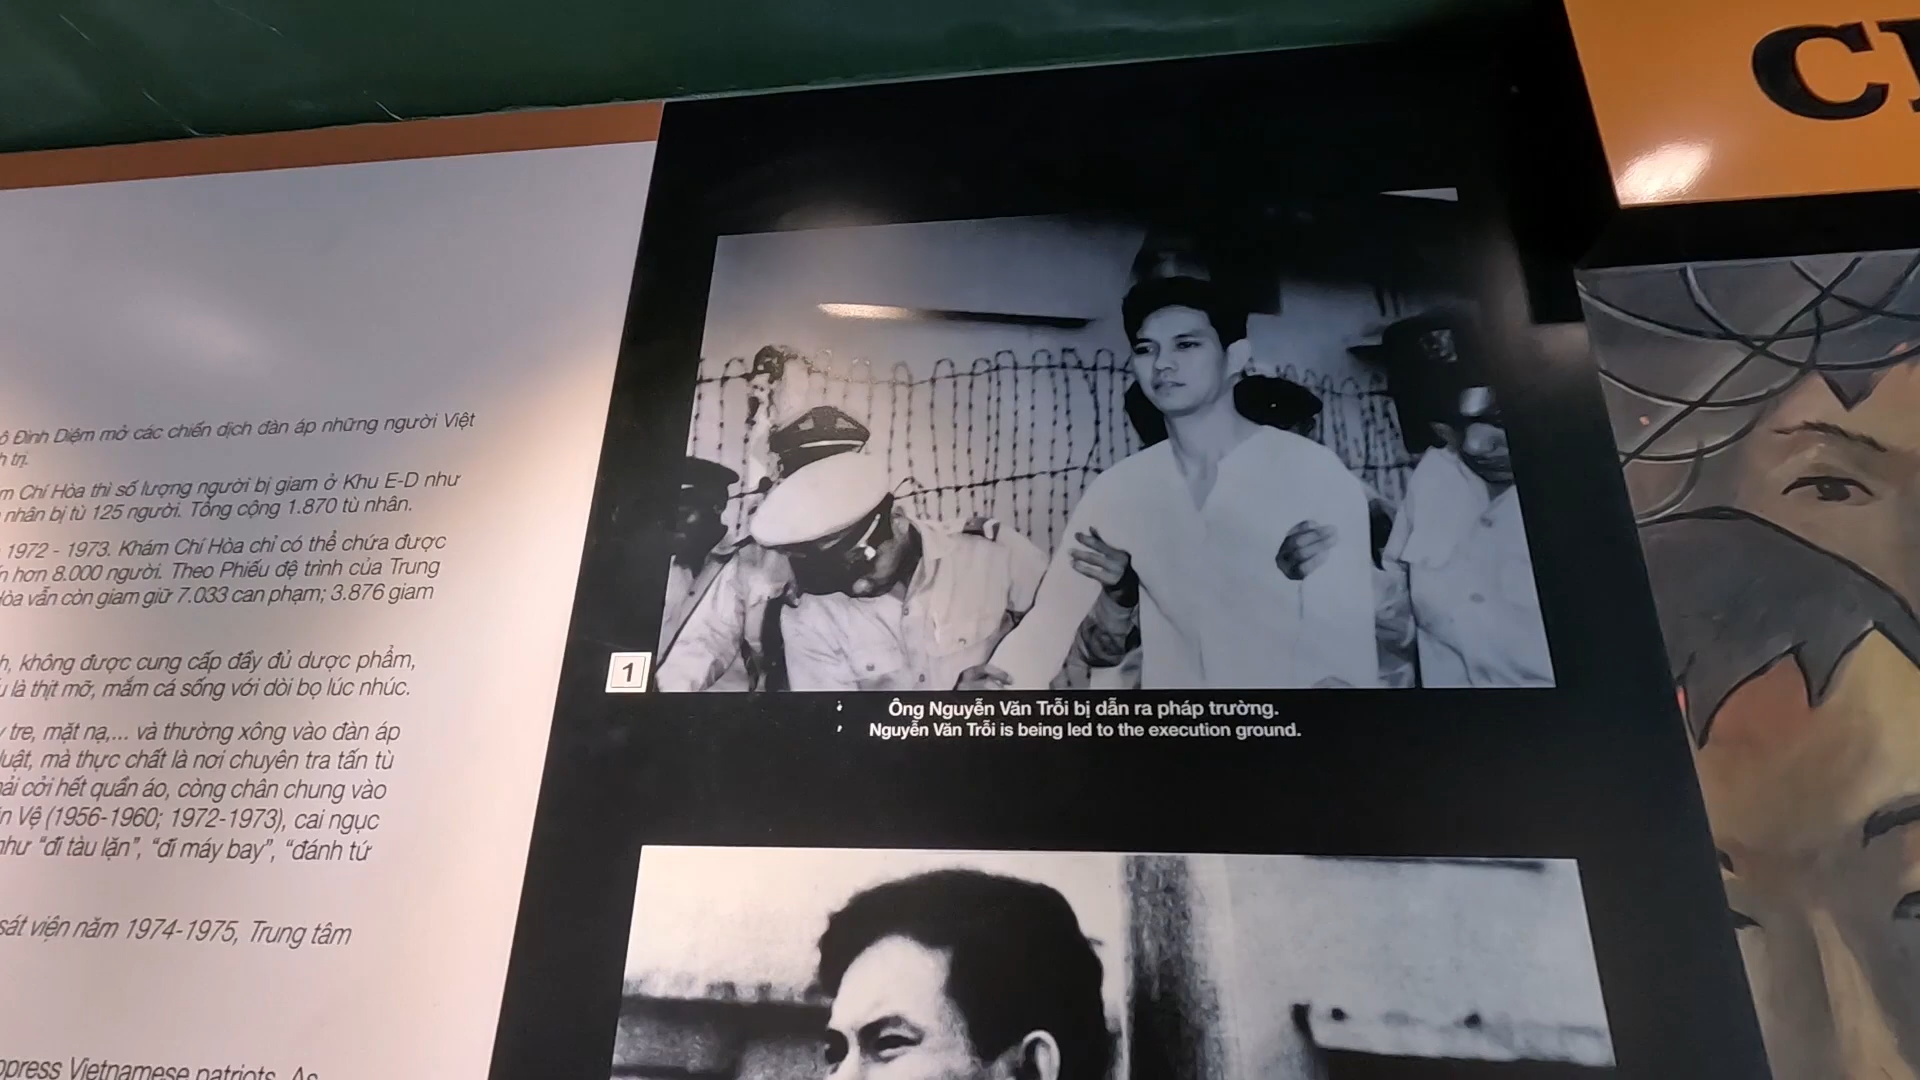 Đình Diệm mở các chiến dịch đàn áp những người Việt
trị.
Chí Hòa thì số lượng người bị giam ở Khu E-D như
nhân bị tù 125 người. Tổng cộng 1.870 tù nhân.
1972 - 1973. Khám Chí Hòa chỉ có thể chứa được
hơn 8.000 người. Theo Phiếu đệ trình của Trung
vẫn còn giam giữ 7.033 can phạm; 3.876 giam
không được cung cấp đầy đủ dược phẩm,
là thịt mỡ, mắm cá sống với dòi bọ lúc nhúc.
tre, mặt nạ,... và thường xông vào đàn áp
luật, mà thực chất là nơi chuyên tra tấn tù
cởi hết quần áo, còng chân chung vào
Vệ (1956-1960; 1972-1973), cai ngục
như “đi tàu lặn”, “đi máy bay”, “đánh tứ
sát viện năm 1974-1975, Trung tâm
Vietnamese patriots. As
1
Ông Nguyễn Văn Trỗi bị dẫn ra pháp trường.
Nguyễn Văn Trỗi is being led to the execution ground.